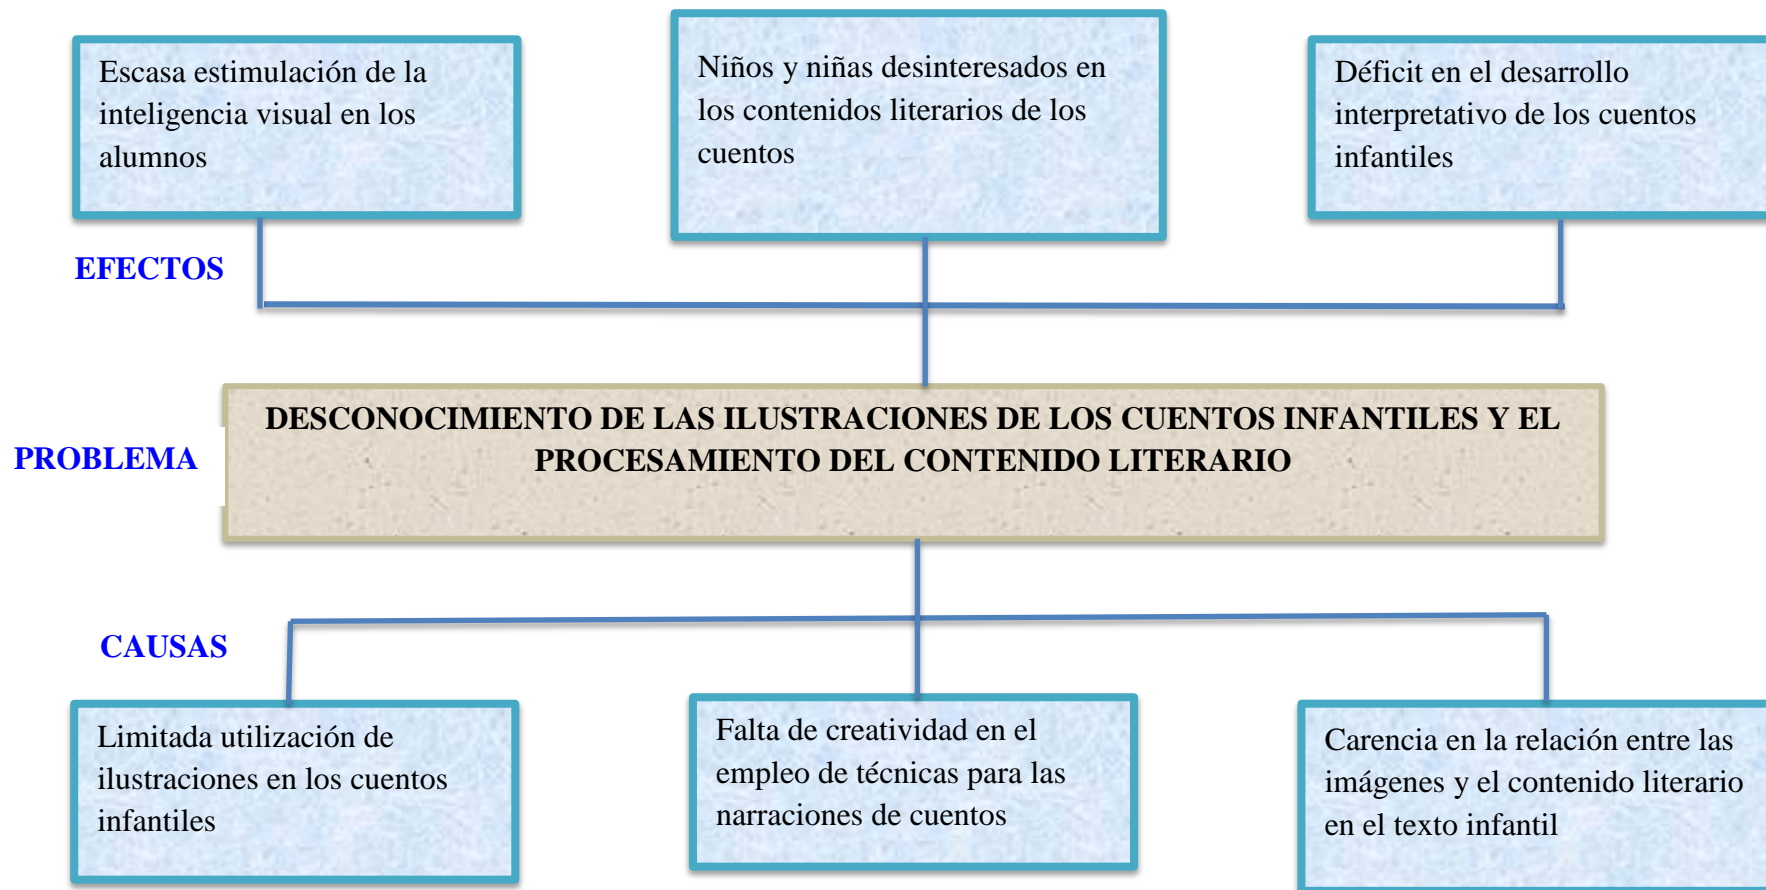 Escasa estimulación de la
inteligencia visual en los
alumnos
Niños y niñas desinteresados en
los contenidos literarios de los
cuentos
Déficit en el desarrollo
interpretativo de los cuentos
infantiles
EFECTOS
DESCONOCIMIENTO DE LAS ILUSTRACIONES DE LOS CUENTOS INFANTILES Y EL
PROCESAMIENTO DEL CONTENIDO LITERARIO
PROBLEMA
CAUSAS
Limitada utilización de
ilustraciones en los cuentos
infantiles
Falta de creatividad en el
empleo de técnicas para las
narraciones de cuentos
Carencia en la relación entre las
imágenes y el contenido literario
en el texto infantil